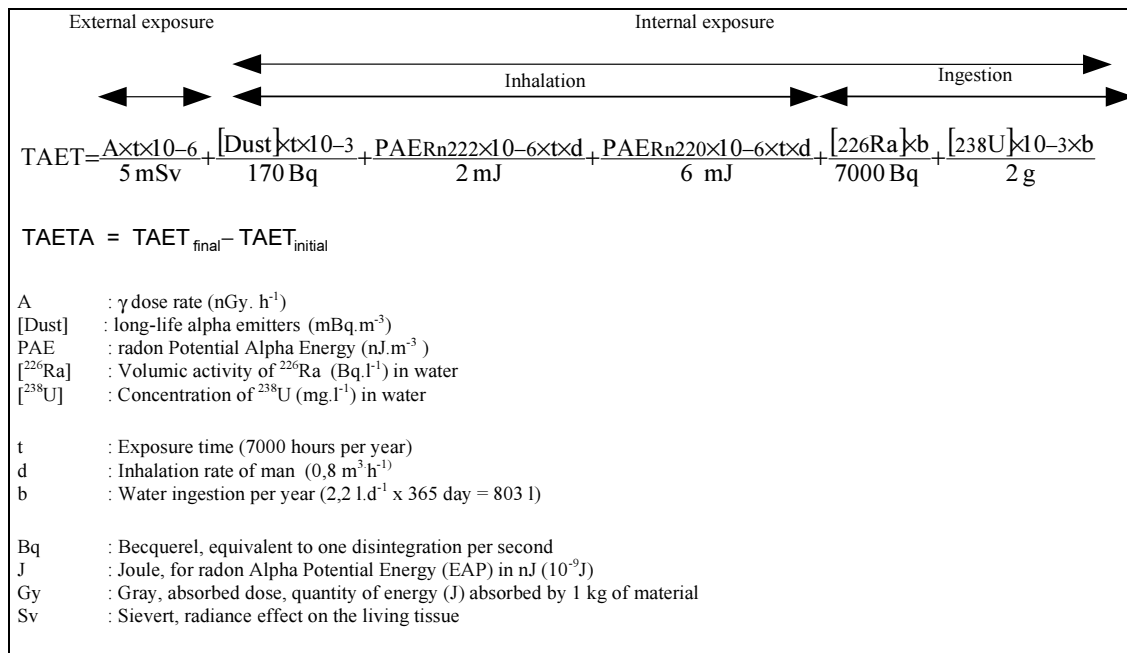 External exposure Internal exposure
Inhalation Ingestion
TAET=A×t×10–6/5 mSv+[Dust]×t×10–3/170 Bq+PAERn222×10–6×t×d/2 mJ+PAERn220×10–6×t×d/6 mJ+[226Ra]×b/7000 Bq+[238U]×10–3×b/2 g
TAETA = TAET final– TAETinitial
A : γ dose rate (nGy. h-1)
[Dust] : long-life alpha emitters (mBq.m-3)
PAE : radon Potential Alpha Energy (nJ.m-3 )
[226Ra] : Volumic activity of 226Ra (Bq.l-1) in water
[238U] : Concentration of 238U (mg.l-1) in water
t : Exposure time (7000 hours per year)
d : Inhalation rate of man (0,8 m3.h-1)
b : Water ingestion per year (2,2 l.d-1 x 365 day = 803 l)
Bq : Becquerel, equivalent to one disintegration per second
J : Joule, for radon Alpha Potential Energy (EAP) in nJ (10-9J)
Gy : Gray, absorbed dose, quantity of energy (J) absorbed by 1 kg of material
Sv : Sievert, radiance effect on the living tissue